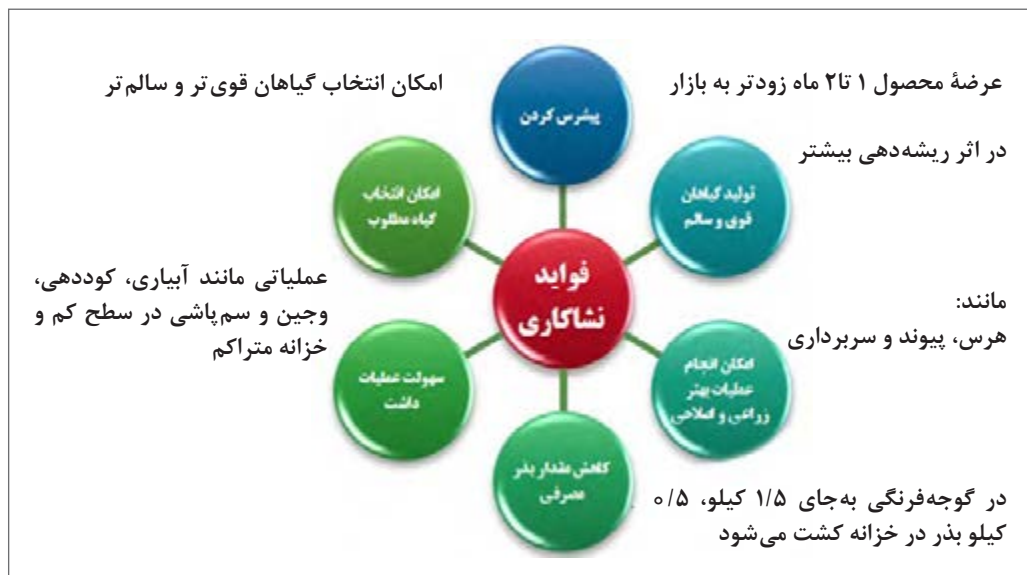 عرضهٔ محصول ۱ تا۲ ماه زودتر به بازار
امکان انتخاب گیاهان قوی‌تر و سالم‌تر
پیشرس کردن
در اثر ریشه‌دهی بیشتر
تولید گیاهان
قوی و سالم
امکان انتخاب
گیاه مطلوب
فواید
نشاکاری
مانند:
هرس، پیوند و سربرداری
عملیاتی مانند آبیاری، کوددهی،
وجین و سم‌پاشی در سطح کم و
خزانه متراکم
امکان انجام
عملیات بهتر
زراعی و اصلاحی
سهولت عملیات
داشت
کاهش مقدار بذر
مصرفی
در گوجه‌فرنگی به‌جای ۱/۵ کیلو، ۰/۵
کیلو بذر در خزانه کشت می‌شود